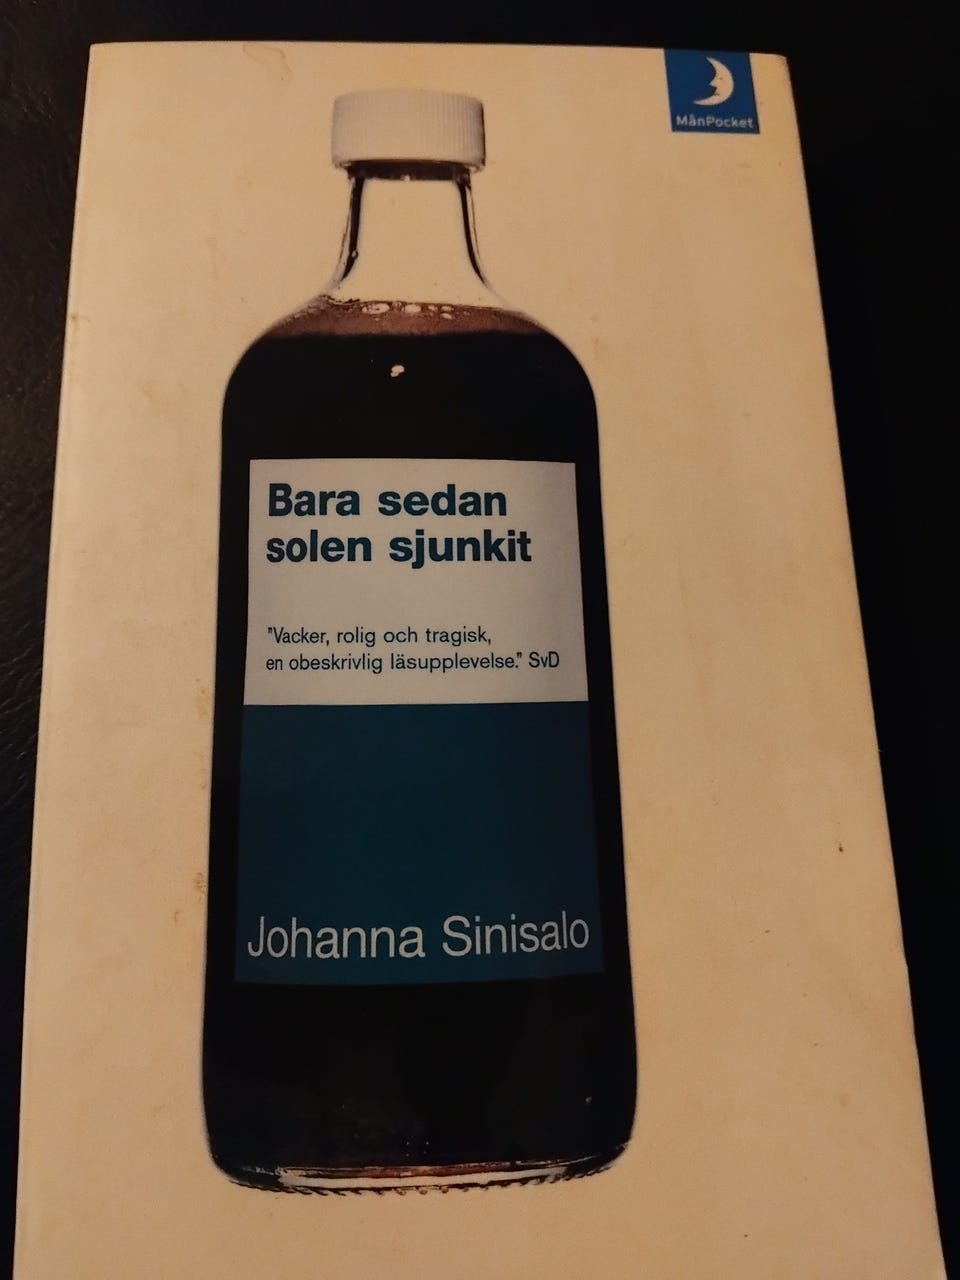 MånPocket
Bara sedan
solen sjunkit
"Vacker, rolig och tragisk,
en obeskrivlig läsupplevelse." SvD
Johanna Sinisalo